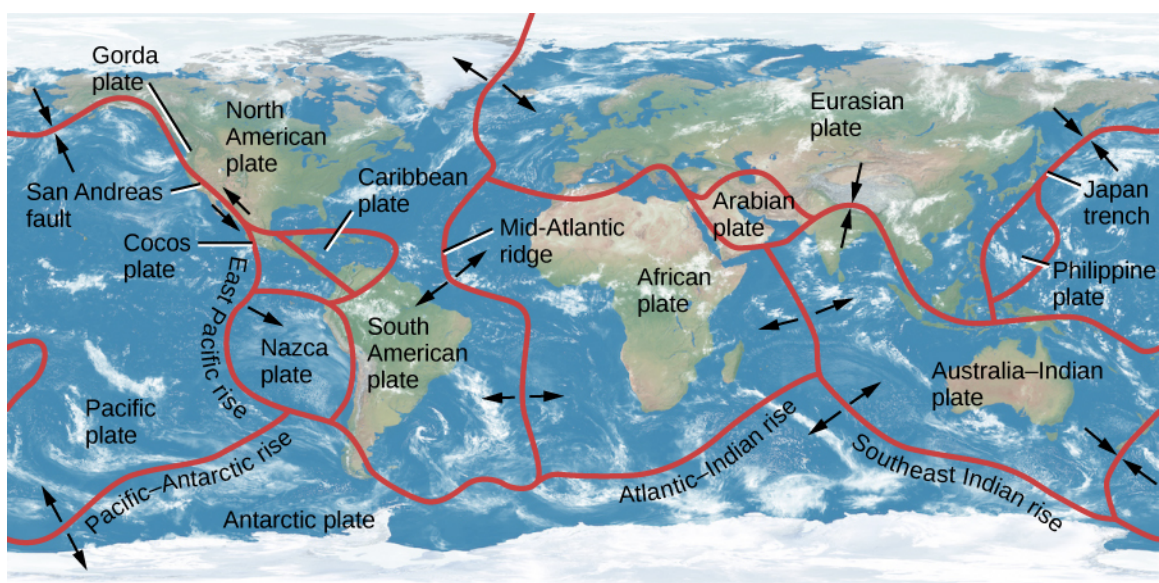 Gorda
plate
North
American
plate
San Andreas
fault
Cocos
plate
Caribbean
plate
Mid-Atlantic
ridge
Eurasian
plate
Arabian
plate
African
plate
Japan
trench
Philippine
plate
East Pacific rise
Nazca
plate
South
American
plate
Pacific
plate
Australia–Indian
plate
Pacific–Antarctic rise
Atlantic–Indian rise
Southeast Indian rise
Antarctic plate